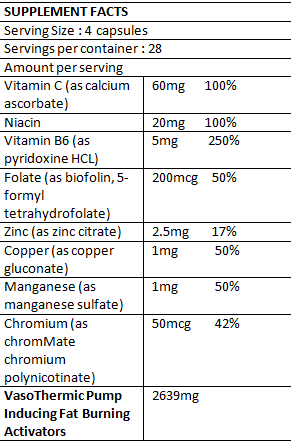 SUPPLEMENT FACTS
Serving Size : 4 capsules
Servings per container : 28
Amount per serving
Vitamin C (as calcium 60mg 100%
ascorbate)
Niacin 20mg 100%
Vitamin B6 (as 5mg 250%
pyridoxine HCL)
Folate (as biofolin, 5- 200mcg 50%
formyl
tetrahydrofolate)
Zinc (as zinc citrate) 2.5mg 17%
Copper (as copper 1mg 50%
gluconate)
Manganese (as 1mg 50%
manganese sulfate)
Chromium (as 50mcg 42%
chromMate
chromium
polynicotinate)
VasoThermic Pump 2639mg
Inducing Fat Burning
Activators